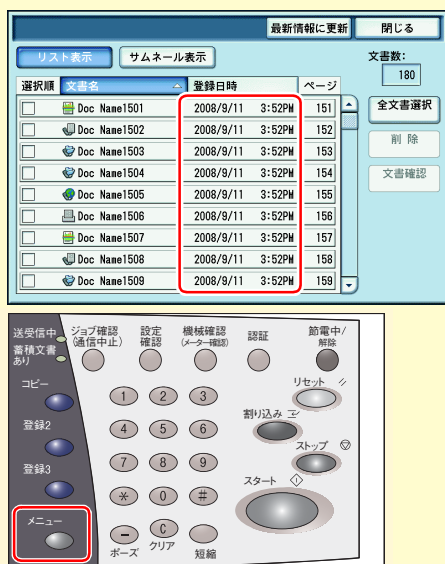 最新情報に更新 閉じる
リスト表示 サムネール表示 文書数:
180
選択順 文書名 登録日時 ページ
Doc Name1501 2008/9/11 3:52PM 151 全文書選択
Doc Name1502 2008/9/11 3:52PM 152
削 除
Doc Name1503 2008/9/11 3:52PM 153
Doc Name1504 2008/9/11 3:52PM 154 文書確認
Doc Name1505 2008/9/11 3:52PM 155
Doc Name1506 2008/9/11 3:52PM 156
Doc Name1507 2008/9/11 3:52PM 157
Doc Name1508 2008/9/11 3:52PM 158
Doc Name1509 2008/9/11 3:52PM 159
送受信中 ジョブ確認 設定 機械確認 認証 節電中/
(通信中止) 確認 (メーター確認) 解除
蓄積文書
あり
コピー リセット
1 2 3
割り込み
登録2 4 5 6
ストップ
登録3 7 8 9
スタート
* 0 #
メニュー
- C
ポーズ クリア 短縮